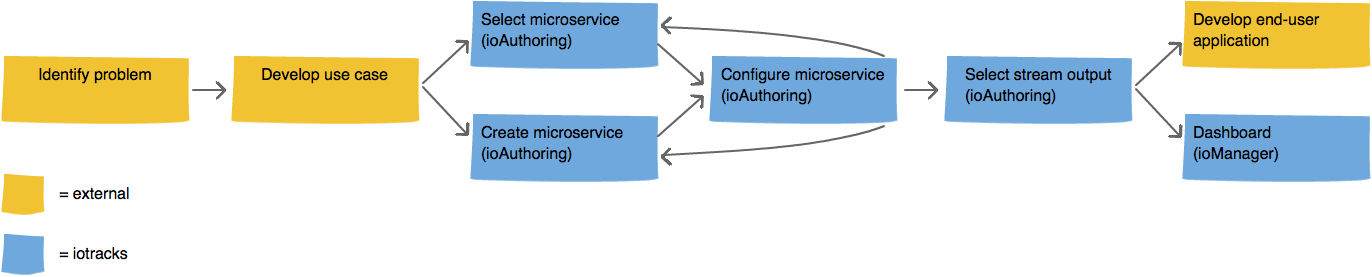 Identify problem
Develop use case
Select microservice
(ioAuthoring)
Create microservice
(ioAuthoring)
Configure microservice
(ioAuthoring)
Select stream output
(ioAuthoring)
Develop end-user
application
Dashboard
(ioManager)
= external
= iotracks